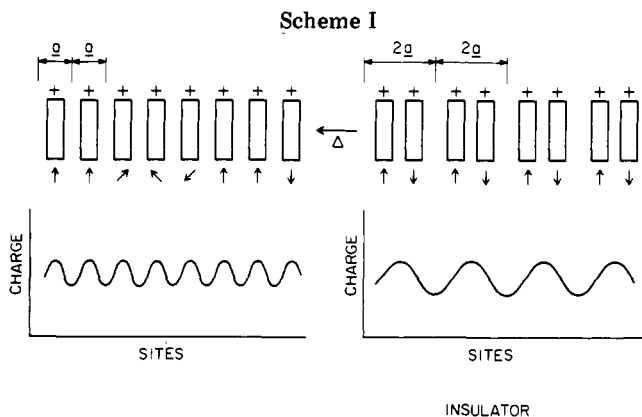 Scheme I
a a 2a 2a
+ + + + + + + + + + + + + + + +
Δ
CHARGE CHARGE
SITES SITES
INSULATOR